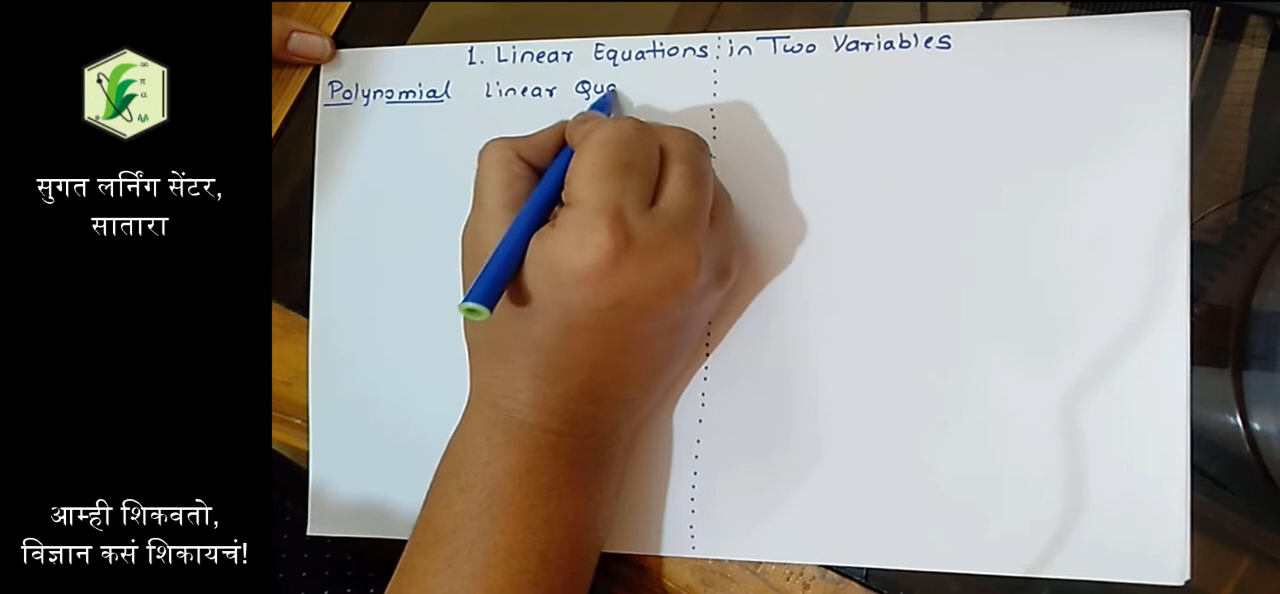 सुगत लर्निंग सेंटर,
सातारा
आम्ही शिकवतो,
विज्ञान कसं शिकायचं!
1. Linear Equations in Two Variables
Polynomial Linear